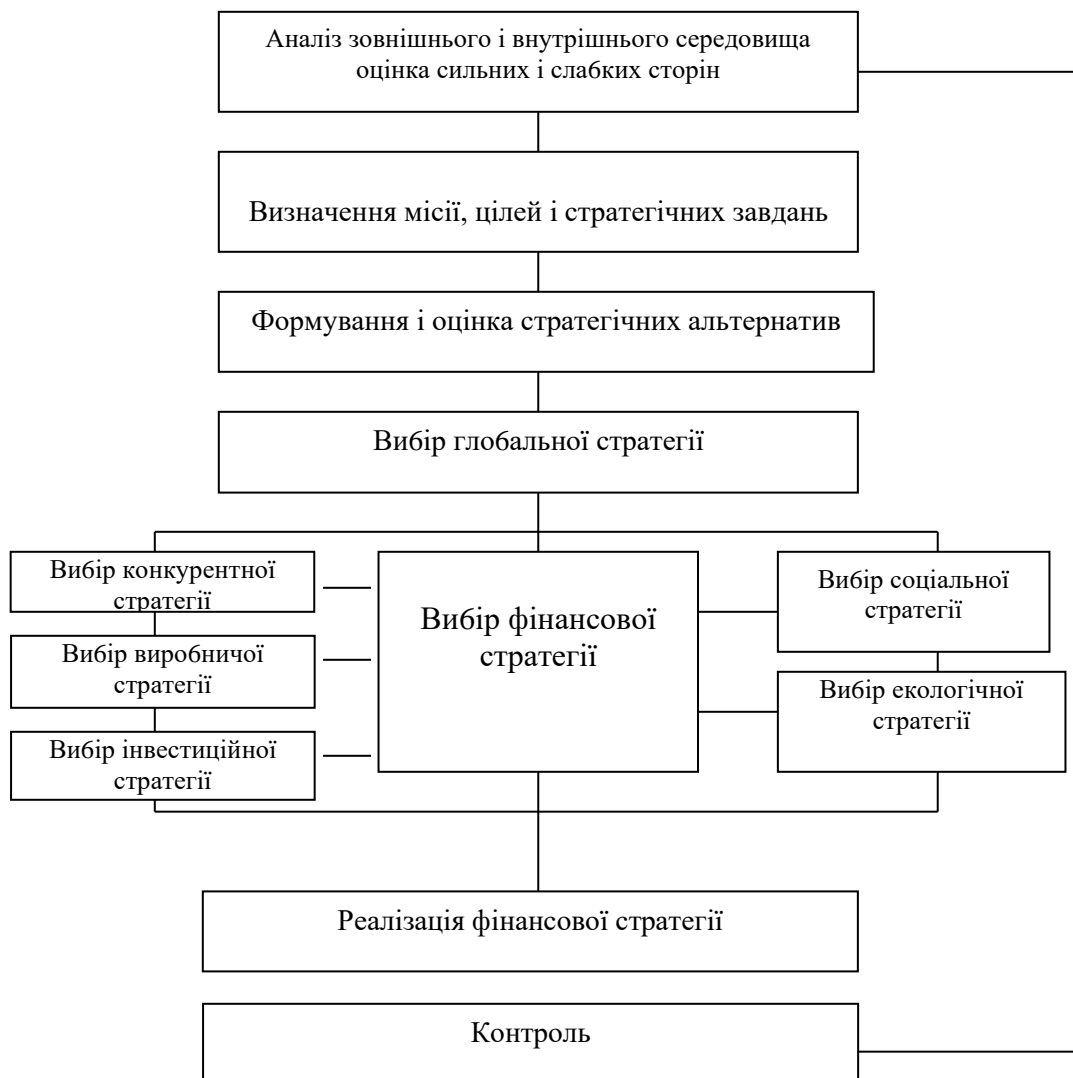 Аналіз зовнішнього і внутрішнього середовища
оцінка сильних і слабких сторін
Визначення місії, цілей і стратегічних завдань
Формування і оцінка стратегічних альтернатив
Вибір глобальної стратегії
Вибір конкурентної
стратегії
Вибір виробничої
стратегії
Вибір інвестиційної
стратегії
Вибір фінансової
стратегії
Вибір соціальної
стратегії
Вибір екологічної
стратегії
Реалізація фінансової стратегії
Контроль